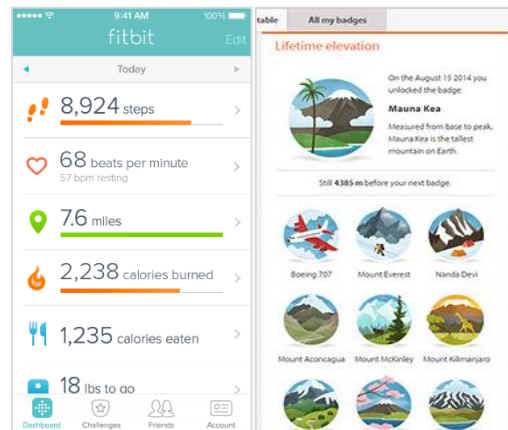 9:41 AM
100%
fitbit
Edit
Today
8,924 steps
68 beats per minute
57 bpm resting
7.6 miles
2,238 calories burned
1,235 calories eaten
18 lbs to go
Dashboard
Challenges
Friends
Account
table
All my badges
Lifetime elevation
On the August 15 2014 you
unlocked the badge:
Mauna Kea
Measured from base to peak,
Mauna Kea is the tallest
mountain on Earth.
Still 4385 m before your next badge.
Boeing 707
Mount Everest
Nanda Devi
Mount Aconcagua
Mount McKinley
Mount Kilimanjaro